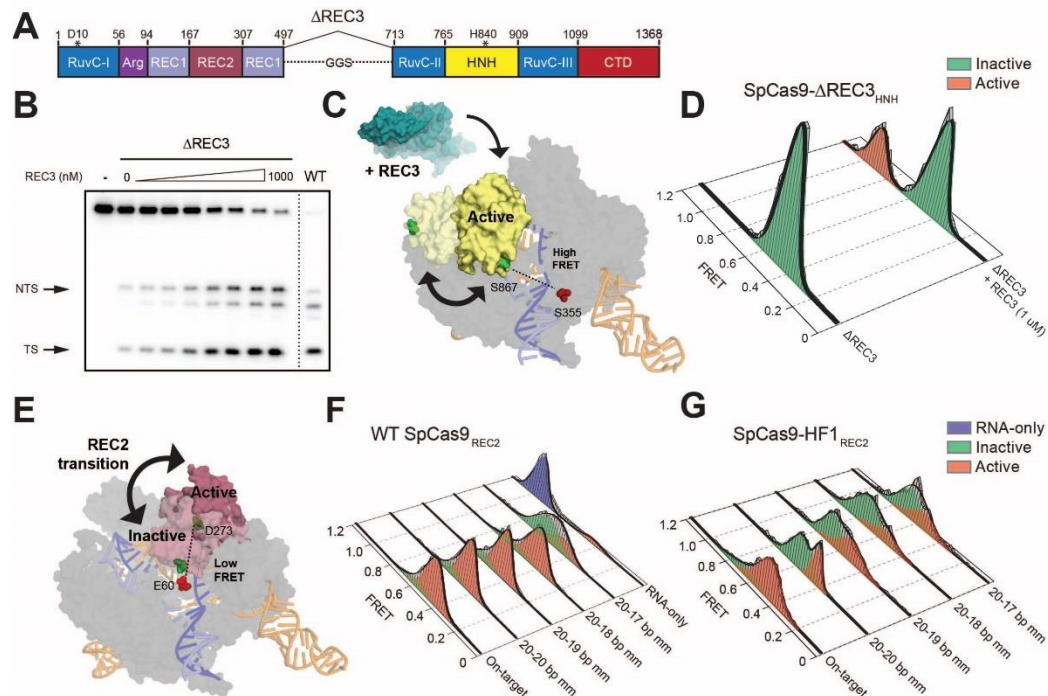 A
ΔREC3
1 D10 56 94 167 307 497 713 765 H840 909 1099 1368
* *
RuvC-I Arg REC1 REC2 REC1 GGS RuvC-II HNH RuvC-III CTD
B
ΔREC3
REC3 (nM) - 0 1000 WT
NTS
TS
C
+ REC3
Active
High
FRET
S867
S355
D
Inactive
Active
SpCas9-ΔREC3HNH
1.2
1.0
0.8
0.6
0.4
0.2
0
FRET
ΔREC3
ΔREC3
+ REC3 (1 uM)
E
REC2
transition
Active
Inactive
D273
Low
FRET
E60
F
WT SpCas9REC2
1.2
1.0
0.8
0.6
0.4
0.2
0
FRET
On-target
20-20 bp mm
20-19 bp mm
20-18 bp mm
20-17 bp mm
RNA-only
G
SpCas9-HF1REC2
RNA-only
Inactive
Active
1.2
1.0
0.8
0.6
0.4
0.2
0
FRET
On-target
20-20 bp mm
20-19 bp mm
20-18 bp mm
20-17 bp mm